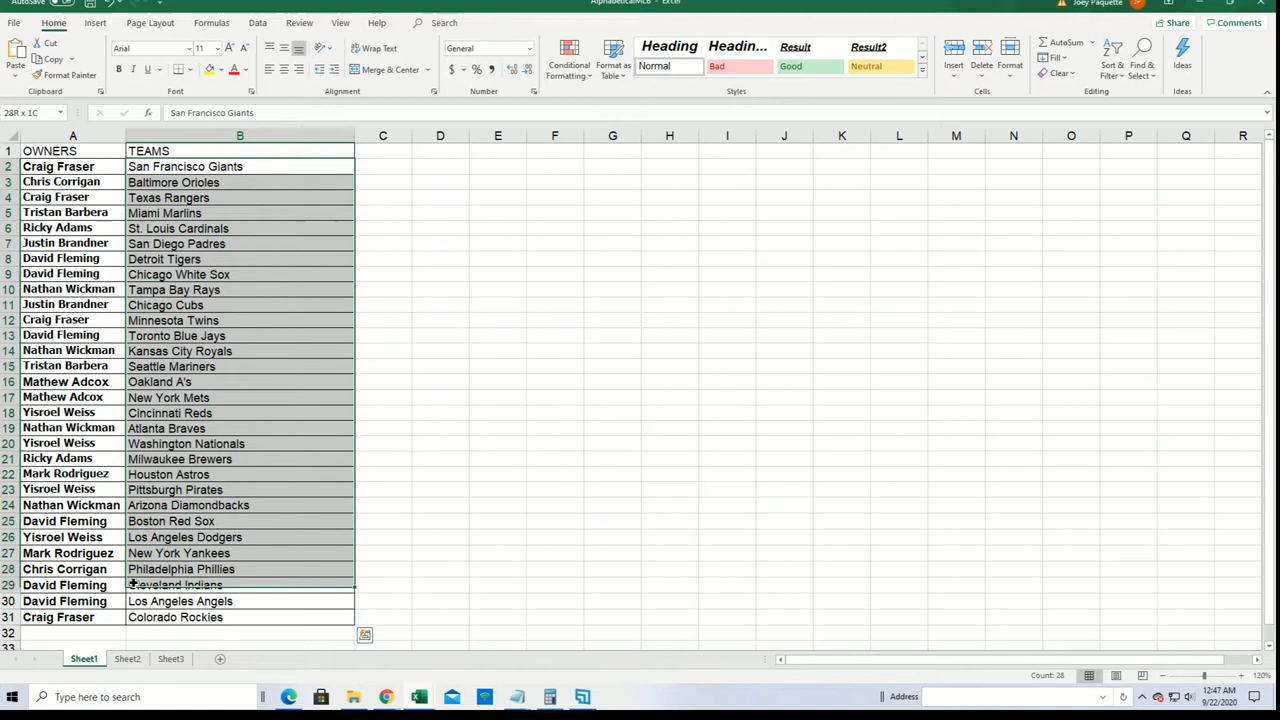 AutoSave Off AlphabeticalMLB - Excel Joey Paquette JP
File Home Insert Page Layout Formulas Data Review View Help Search Share Comments
Cut Arial 11 Wrap Text General Heading Headin... Result Result2 AutoSum
Copy Fill
Paste Format Painter B I U Merge & Center $ % Conditional Formatting Format as Table Normal Bad Good Neutral Insert Delete Format Clear Sort & Filter Find & Select Ideas
Clipboard Font Alignment Number Styles Cells Editing Ideas
28R x 1C fx San Francisco Giants
A B C D E F G H I J K L M N O P Q R
1 OWNERS TEAMS
2 Craig Fraser San Francisco Giants
3 Chris Corrigan Baltimore Orioles
4 Craig Fraser Texas Rangers
5 Tristan Barbera Miami Marlins
6 Ricky Adams St. Louis Cardinals
7 Justin Brandner San Diego Padres
8 David Fleming Detroit Tigers
9 David Fleming Chicago White Sox
10 Nathan Wickman Tampa Bay Rays
11 Justin Brandner Chicago Cubs
12 Craig Fraser Minnesota Twins
13 David Fleming Toronto Blue Jays
14 Nathan Wickman Kansas City Royals
15 Tristan Barbera Seattle Mariners
16 Mathew Adcox Oakland A's
17 Mathew Adcox New York Mets
18 Yisroel Weiss Cincinnati Reds
19 Nathan Wickman Atlanta Braves
20 Yisroel Weiss Washington Nationals
21 Ricky Adams Milwaukee Brewers
22 Mark Rodriguez Houston Astros
23 Yisroel Weiss Pittsburgh Pirates
24 Nathan Wickman Arizona Diamondbacks
25 David Fleming Boston Red Sox
26 Yisroel Weiss Los Angeles Dodgers
27 Mark Rodriguez New York Yankees
28 Chris Corrigan Philadelphia Phillies
29 David Fleming Cleveland Indians
30 David Fleming Los Angeles Angels
31 Craig Fraser Colorado Rockies
32
33
Sheet1 Sheet2 Sheet3
Count: 28 120%
Type here to search Address 12:47 AM
9/22/2020